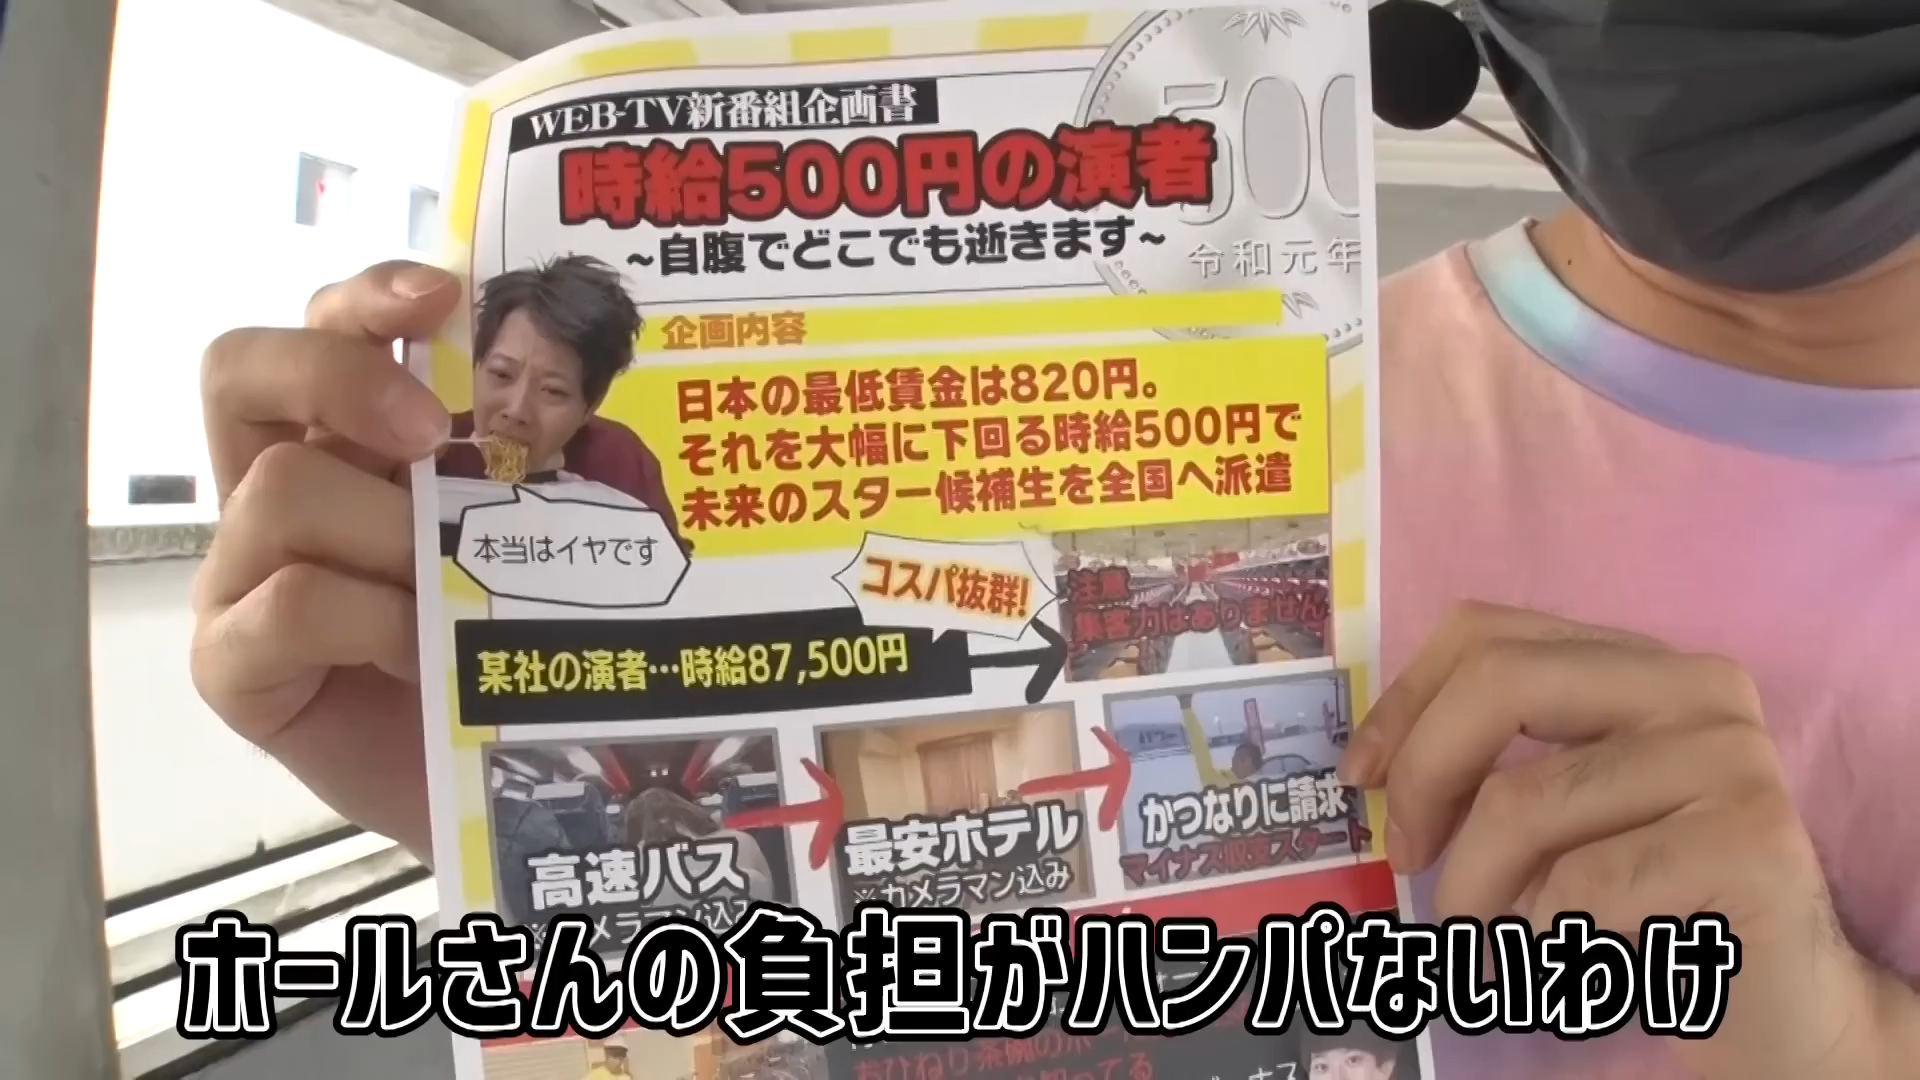 WEB-TV新番組企画書
時給500円の演者
~自腹でどこでも逝きます~
500
令和元年
企画内容
日本の最低賃金は820円。
それを大幅に下回る時給500円で
未来のスター候補生を全国へ派遣
本当はイヤです
コスパ抜群!
注意
集客力はありません
某社の演者…時給87,500円
高速バス
最安ホテル
※カメラマン込み
かつなりに請求
マイナス収支スタート
ホールさんの負担がハンパないわけ
おひねり茶碗の